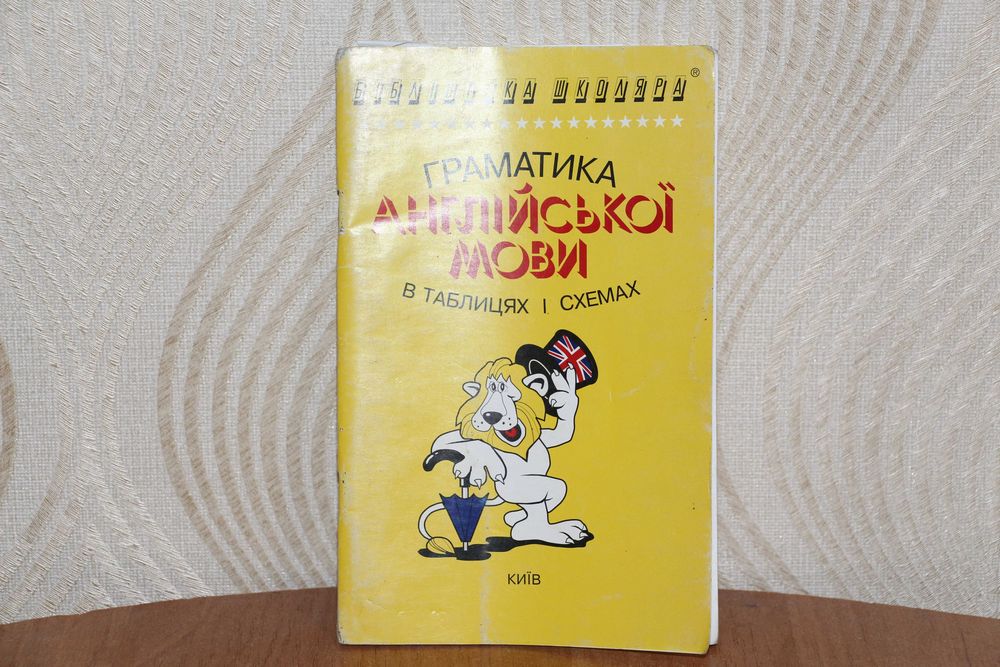 БІБЛІОТЕКА ШКОЛЯРА®
ГРАМАТИКА
АНГЛІЙСЬКОЇ
МОВИ
В ТАБЛИЦЯХ І СХЕМАХ
КИЇВ